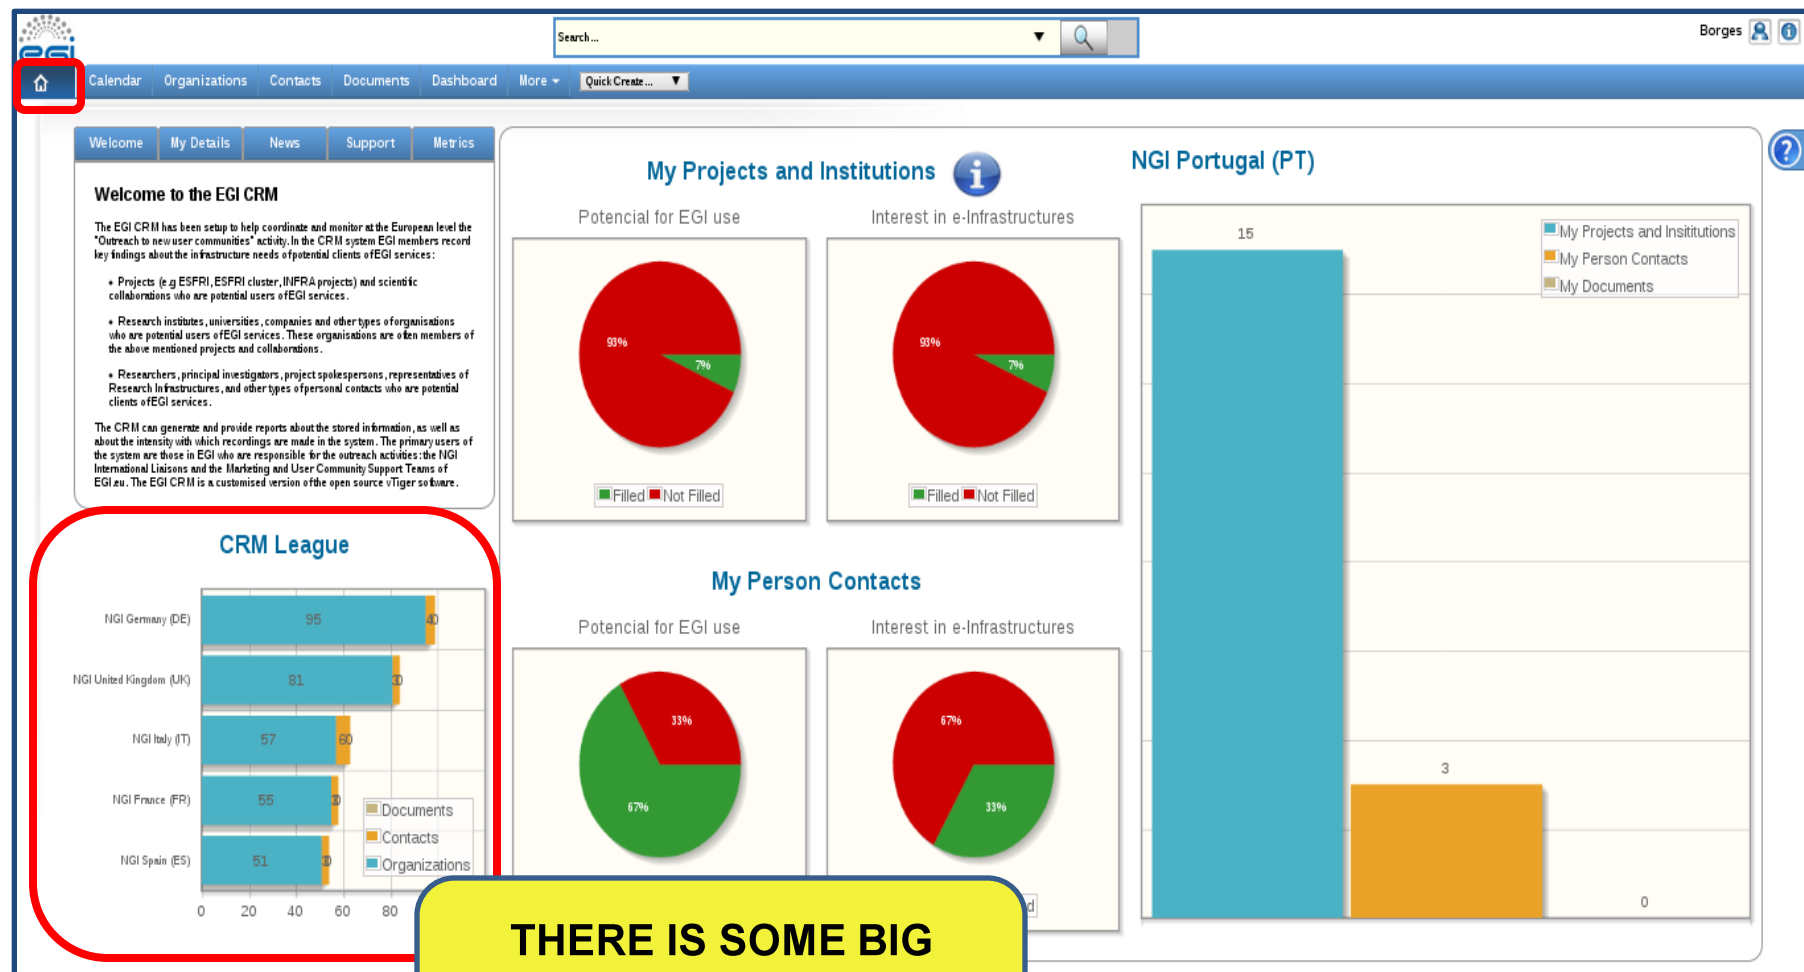 egi
Search...
Borges
Calendar Organizations Contacts Documents Dashboard More Quick Create...
Welcome My Details News Support Metrics
Welcome to the EGI CRM
The EGI CRM has been setup to help coordinate and monitor at the European level the
"Outreach to new user communities" activity. In the CRM system EGI members record
key findings about the infrastructure needs of potential clients of EGI services:
• Projects (e.g ESFRI, ESFRI cluster, INFRA projects) and scientific
collaborations who are potential users of EGI services.
• Research institutes, universities, companies and other types of organisations
who are potential users of EGI services. These organisations are often members of
the above mentioned projects and collaborations.
• Researchers, principal investigators, project spokespersons, representatives of
Research Infrastructures, and other types of personal contacts who are potential
clients of EGI services.
The CRM can generate and provide reports about the stored information, as well as
about the intensity with which recordings are made in the system. The primary users of
the system are those in EGI who are responsible for the outreach activities: the NGI
International Liaisons and the Marketing and User Community Support Teams of
EGI.eu. The EGI CRM is a customised version of the open source vTiger software.
CRM League
NGI Germany (DE) 95 40
NGI United Kingdom (UK) 81 30
NGI Italy (IT) 57 60
NGI France (FR) 55
NGI Spain (ES) 51 30
Documents
Contacts
Organizations
0 20 40 60 80
My Projects and Institutions
Potencial for EGI use
93%
7%
Filled Not Filled
Interest in e-Infrastructures
93%
7%
Filled Not Filled
My Person Contacts
Potencial for EGI use
33%
67%
Interest in e-Infrastructures
67%
33%
NGI Portugal (PT)
15
3
0
My Projects and Insititutions
My Person Contacts
My Documents
?
THERE IS SOME BIG